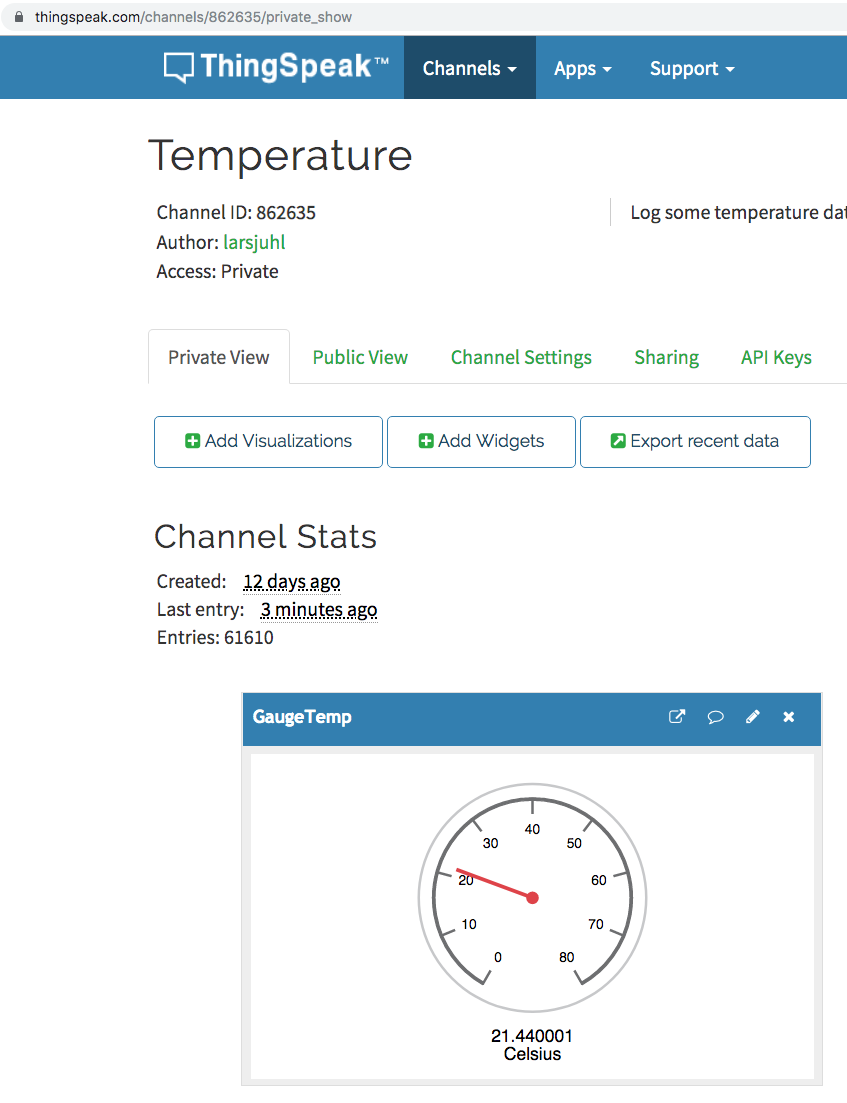 thingspeak.com/channels/862635/private_show
ThingSpeak™ Channels Apps Support
Temperature
Channel ID: 862635
Author: larsjuhl
Access: Private
Log some temperature dat
Private View Public View Channel Settings Sharing API Keys
Add Visualizations Add Widgets Export recent data
Channel Stats
Created: 12 days ago
Last entry: 3 minutes ago
Entries: 61610
GaugeTemp
40
30 50
20 60
10 70
0 80
21.440001
Celsius